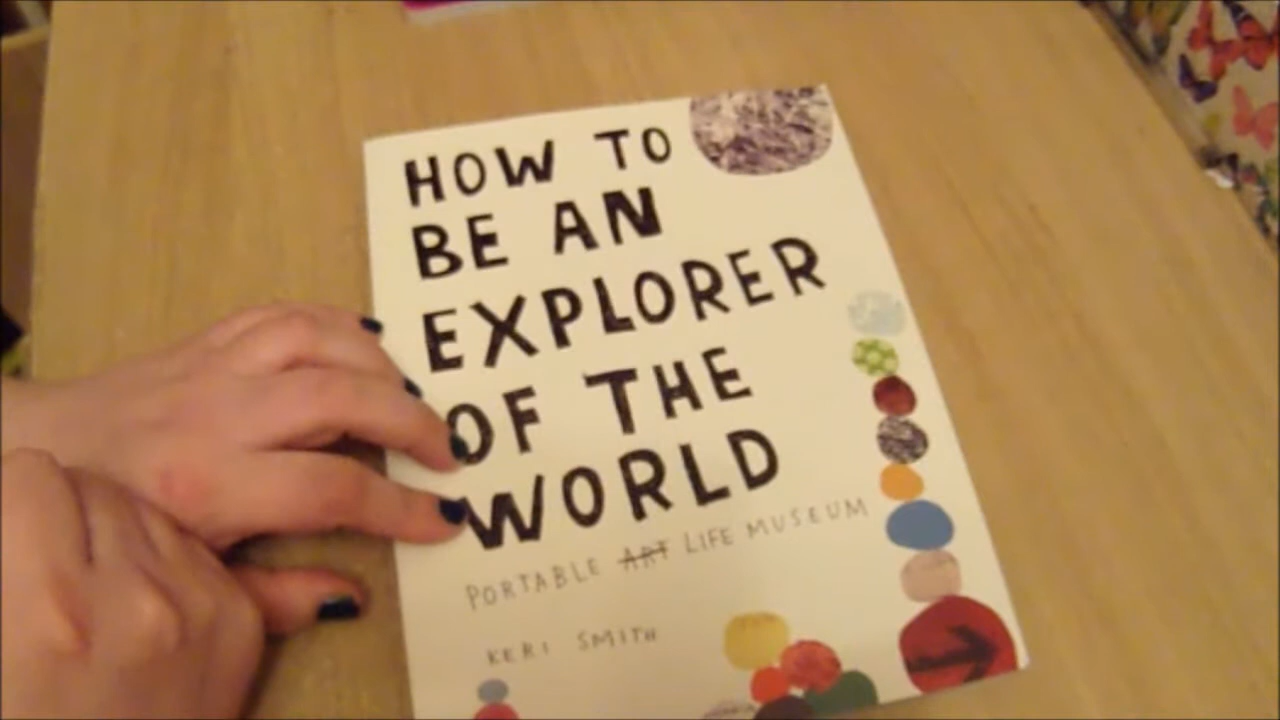 HOW TO
BE AN
EXPLORER
OF THE
WORLD
PORTABLE ART LIFE MUSEUM
KERI SMITH